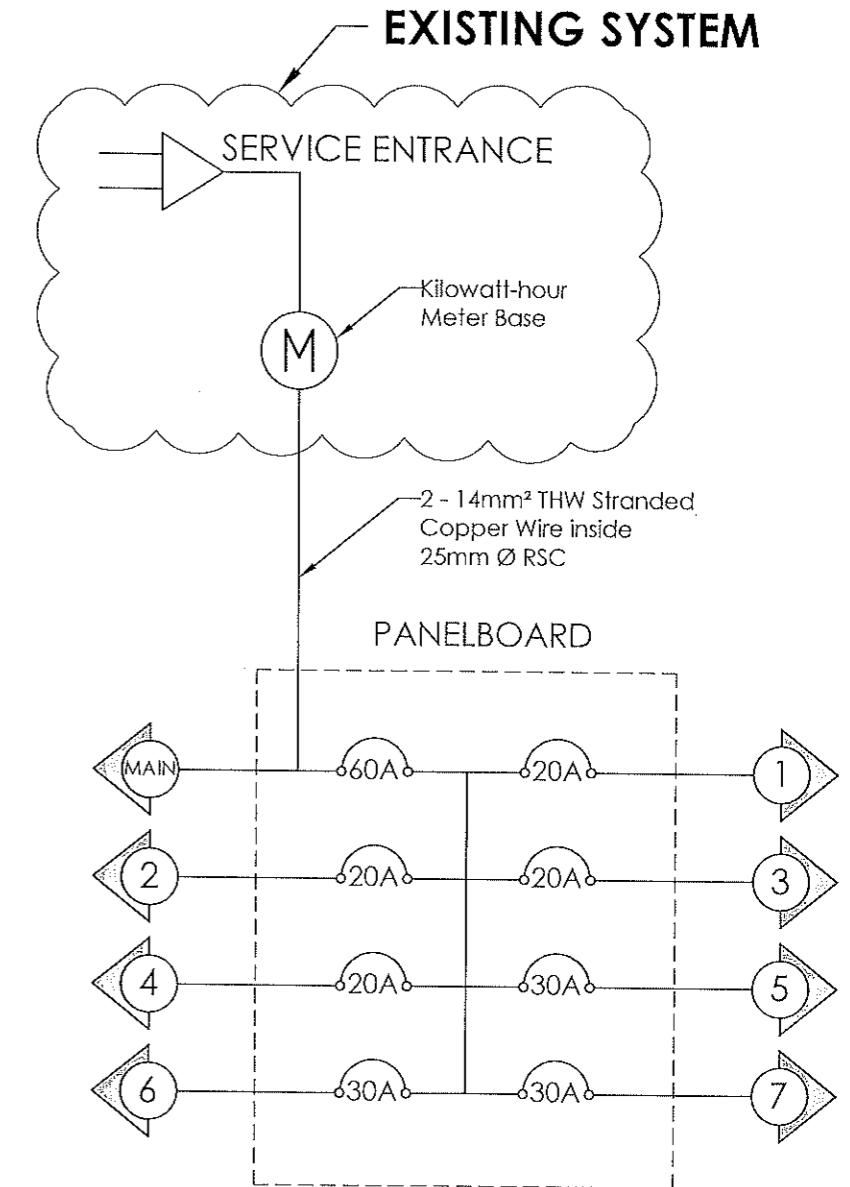 EXISTING SYSTEM
SERVICE ENTRANCE
Kilowatt-hour
Meter Base
M
2 - 14mm² THW Stranded
Copper Wire inside
25mm Ø RSC
PANELBOARD
MAIN 60A 20A 1
2 20A 20A 3
4 20A 30A 5
6 30A 30A 7